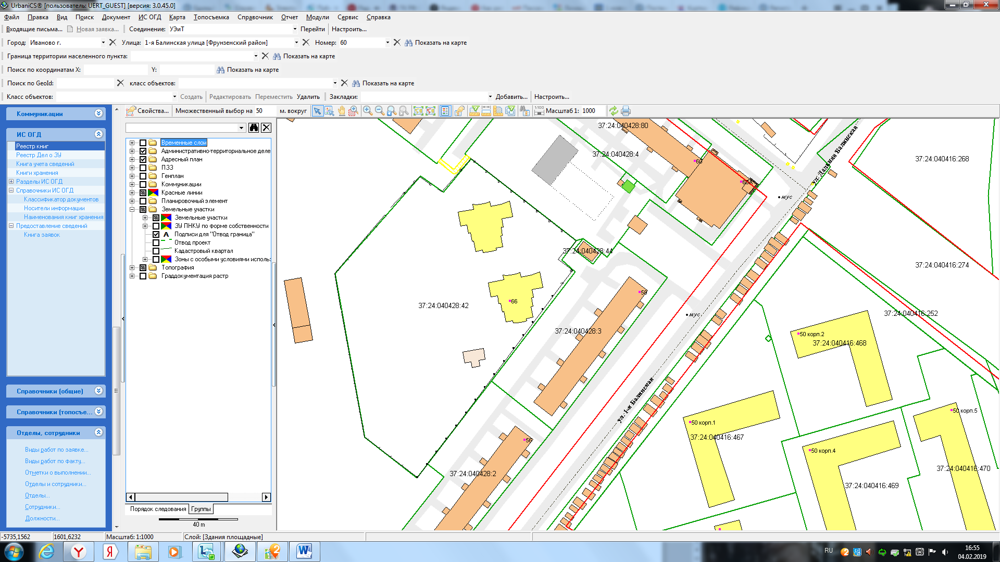 UrbaniCS® [пользователь: UERT_GUEST] [версия: 3.0.45.0]
Файл Правка Вид Поиск Документ ИС ОГД Карта Топосъемка Справочник Отчет Модули Сервис Справка
Входящие письма... Новая заявка... Соединение: УЭиТ Перейти Настроить...
Город: Иваново г. Улица: 1-я Балинская улица [Фрунзенский район] Номер: 60 Показать на карте
Граница территории населенного пункта: Показать на карте
Поиск по координатам X: Y: Показать на карте
Поиск по GeoId: класс объектов: Показать на карте
Класс объектов: Создать Редактировать Переместить Удалить Закладки: Добавить... Настроить...
Свойства... Множественный выбор на 50 м. вокруг 1:100 Масштаб 1: 1000
Коммуникации
ИС ОГД
Реестр книг
Реестр Дел о ЗУ
Книга учета сведений
Книги хранения
Разделы ИС ОГД
Справочники ИС ОГД
Классификатор документов
Носители информации
Наименования книг хранения
Предоставление сведений
Книга заявок
Справочники (общие)
Справочники (топосъе...
Отделы, сотрудники
Виды работ по заявке...
Виды работ по факту...
Отметки о выполнении...
Отделы и сотрудники...
Отделы...
Сотрудники...
Должности...
Временные слои
Административно-территориальное деле
Адресный план
ПЗЗ
Генплан
Коммуникации
Красные линии
Планировочный элемент
Земельные участки
Земельные участки
ЗУ ПНКУ по форме собственности
А Подписи для "Отвод граница"
Отвод проект
Кадастровый квартал
Зоны с особыми условиями исполь:
Топография
Граддокументация растр
Порядок следования Группы
40 m
37:24:040428:80
37:24:040428:4
60
60А
37:24:040416:268
ул. Дальняя Балинская
мус
37:24:040428:44
37:24:040416:274
58
66
37:24:040428:42
мус
37:24:040416:252
37:24:040428:3
50 корп.2
37:24:040416:468
ул. 1-я Балинская
50 корп.5
50 корп.1
37:24:040416:467
56
50 корп.4
37:24:040416:470
37:24:040428:2
37:24:040416:469
-5735,1562 1601,6232 Масштаб: 1:1000 Слой: [Здания площадные]
RU
16:55
04.02.2019